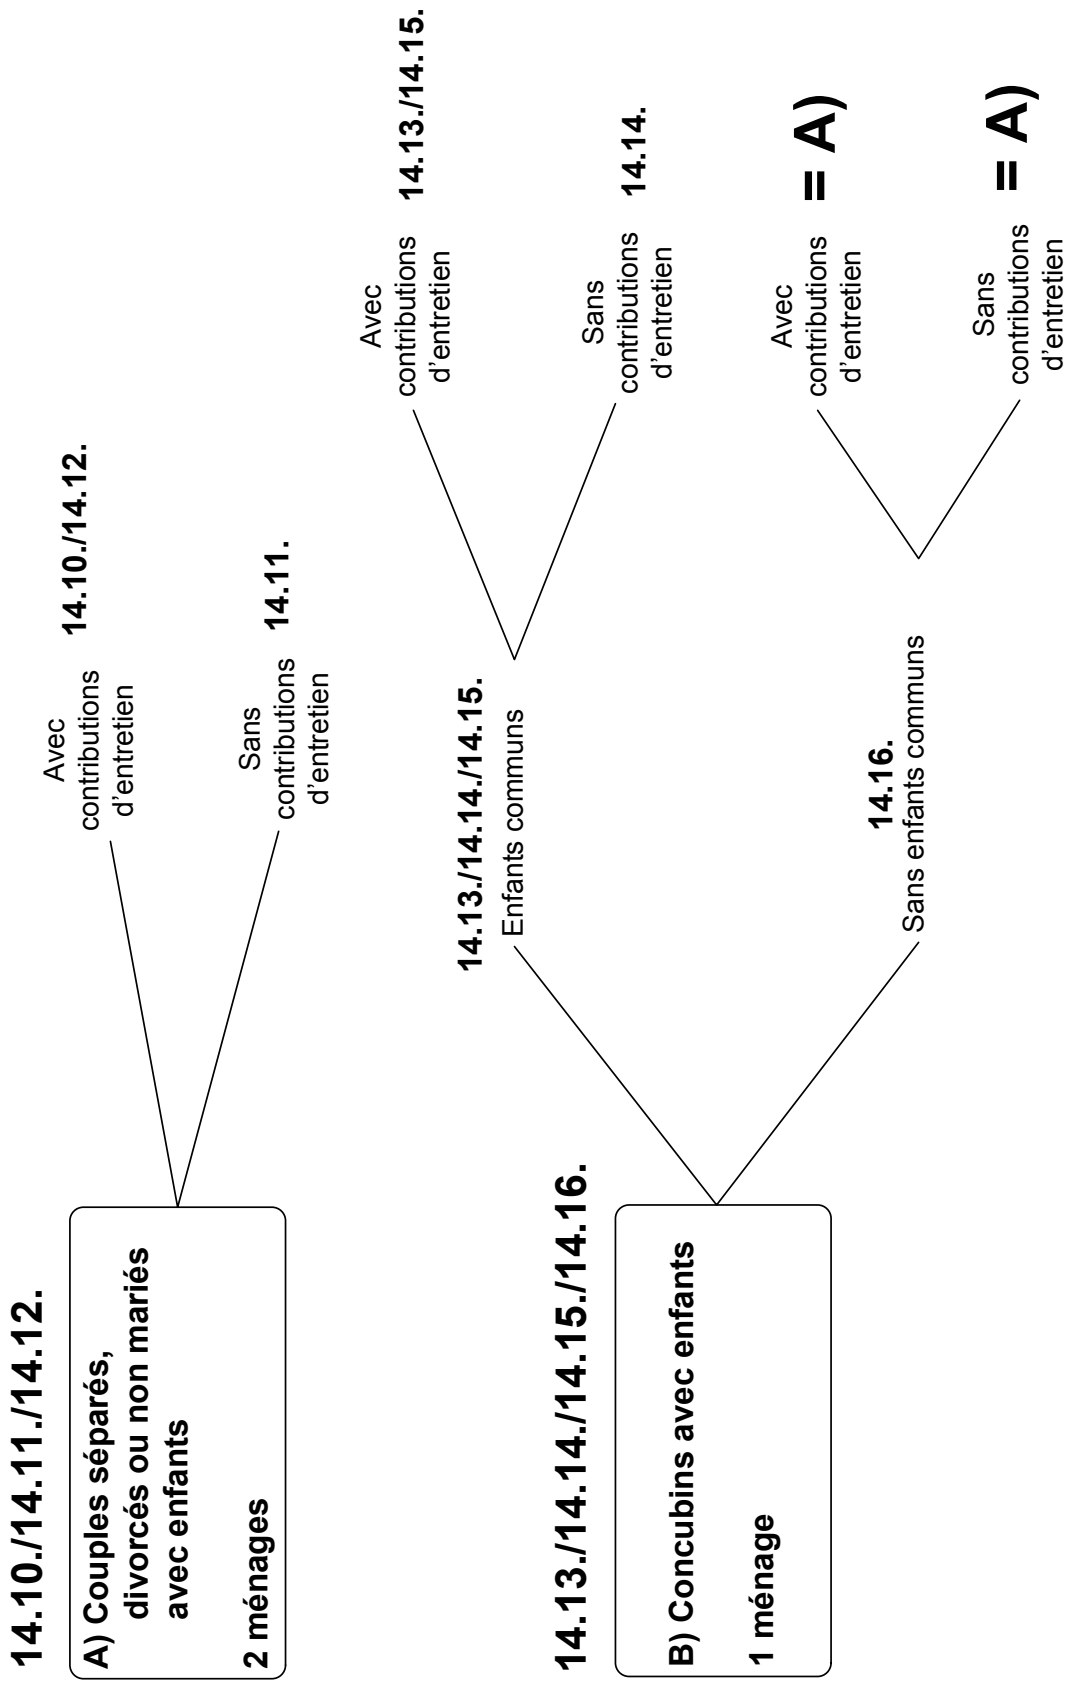 14.10./14.11./14.12.
A) Couples séparés,
divorcés ou non mariés
avec enfants
2 ménages
Avec
contributions
d'entretien
14.10./14.12.
Sans
contributions
d'entretien
14.11.
14.13./14.14./14.15./14.16.
B) Concubins avec enfants
1 ménage
14.13./14.14./14.15.
Enfants communs
Avec
contributions
d'entretien
14.13./14.15.
Sans
contributions
d'entretien
14.14.
14.16.
Sans enfants communs
Avec
contributions
d'entretien
= A)
Sans
contributions
d'entretien
= A)